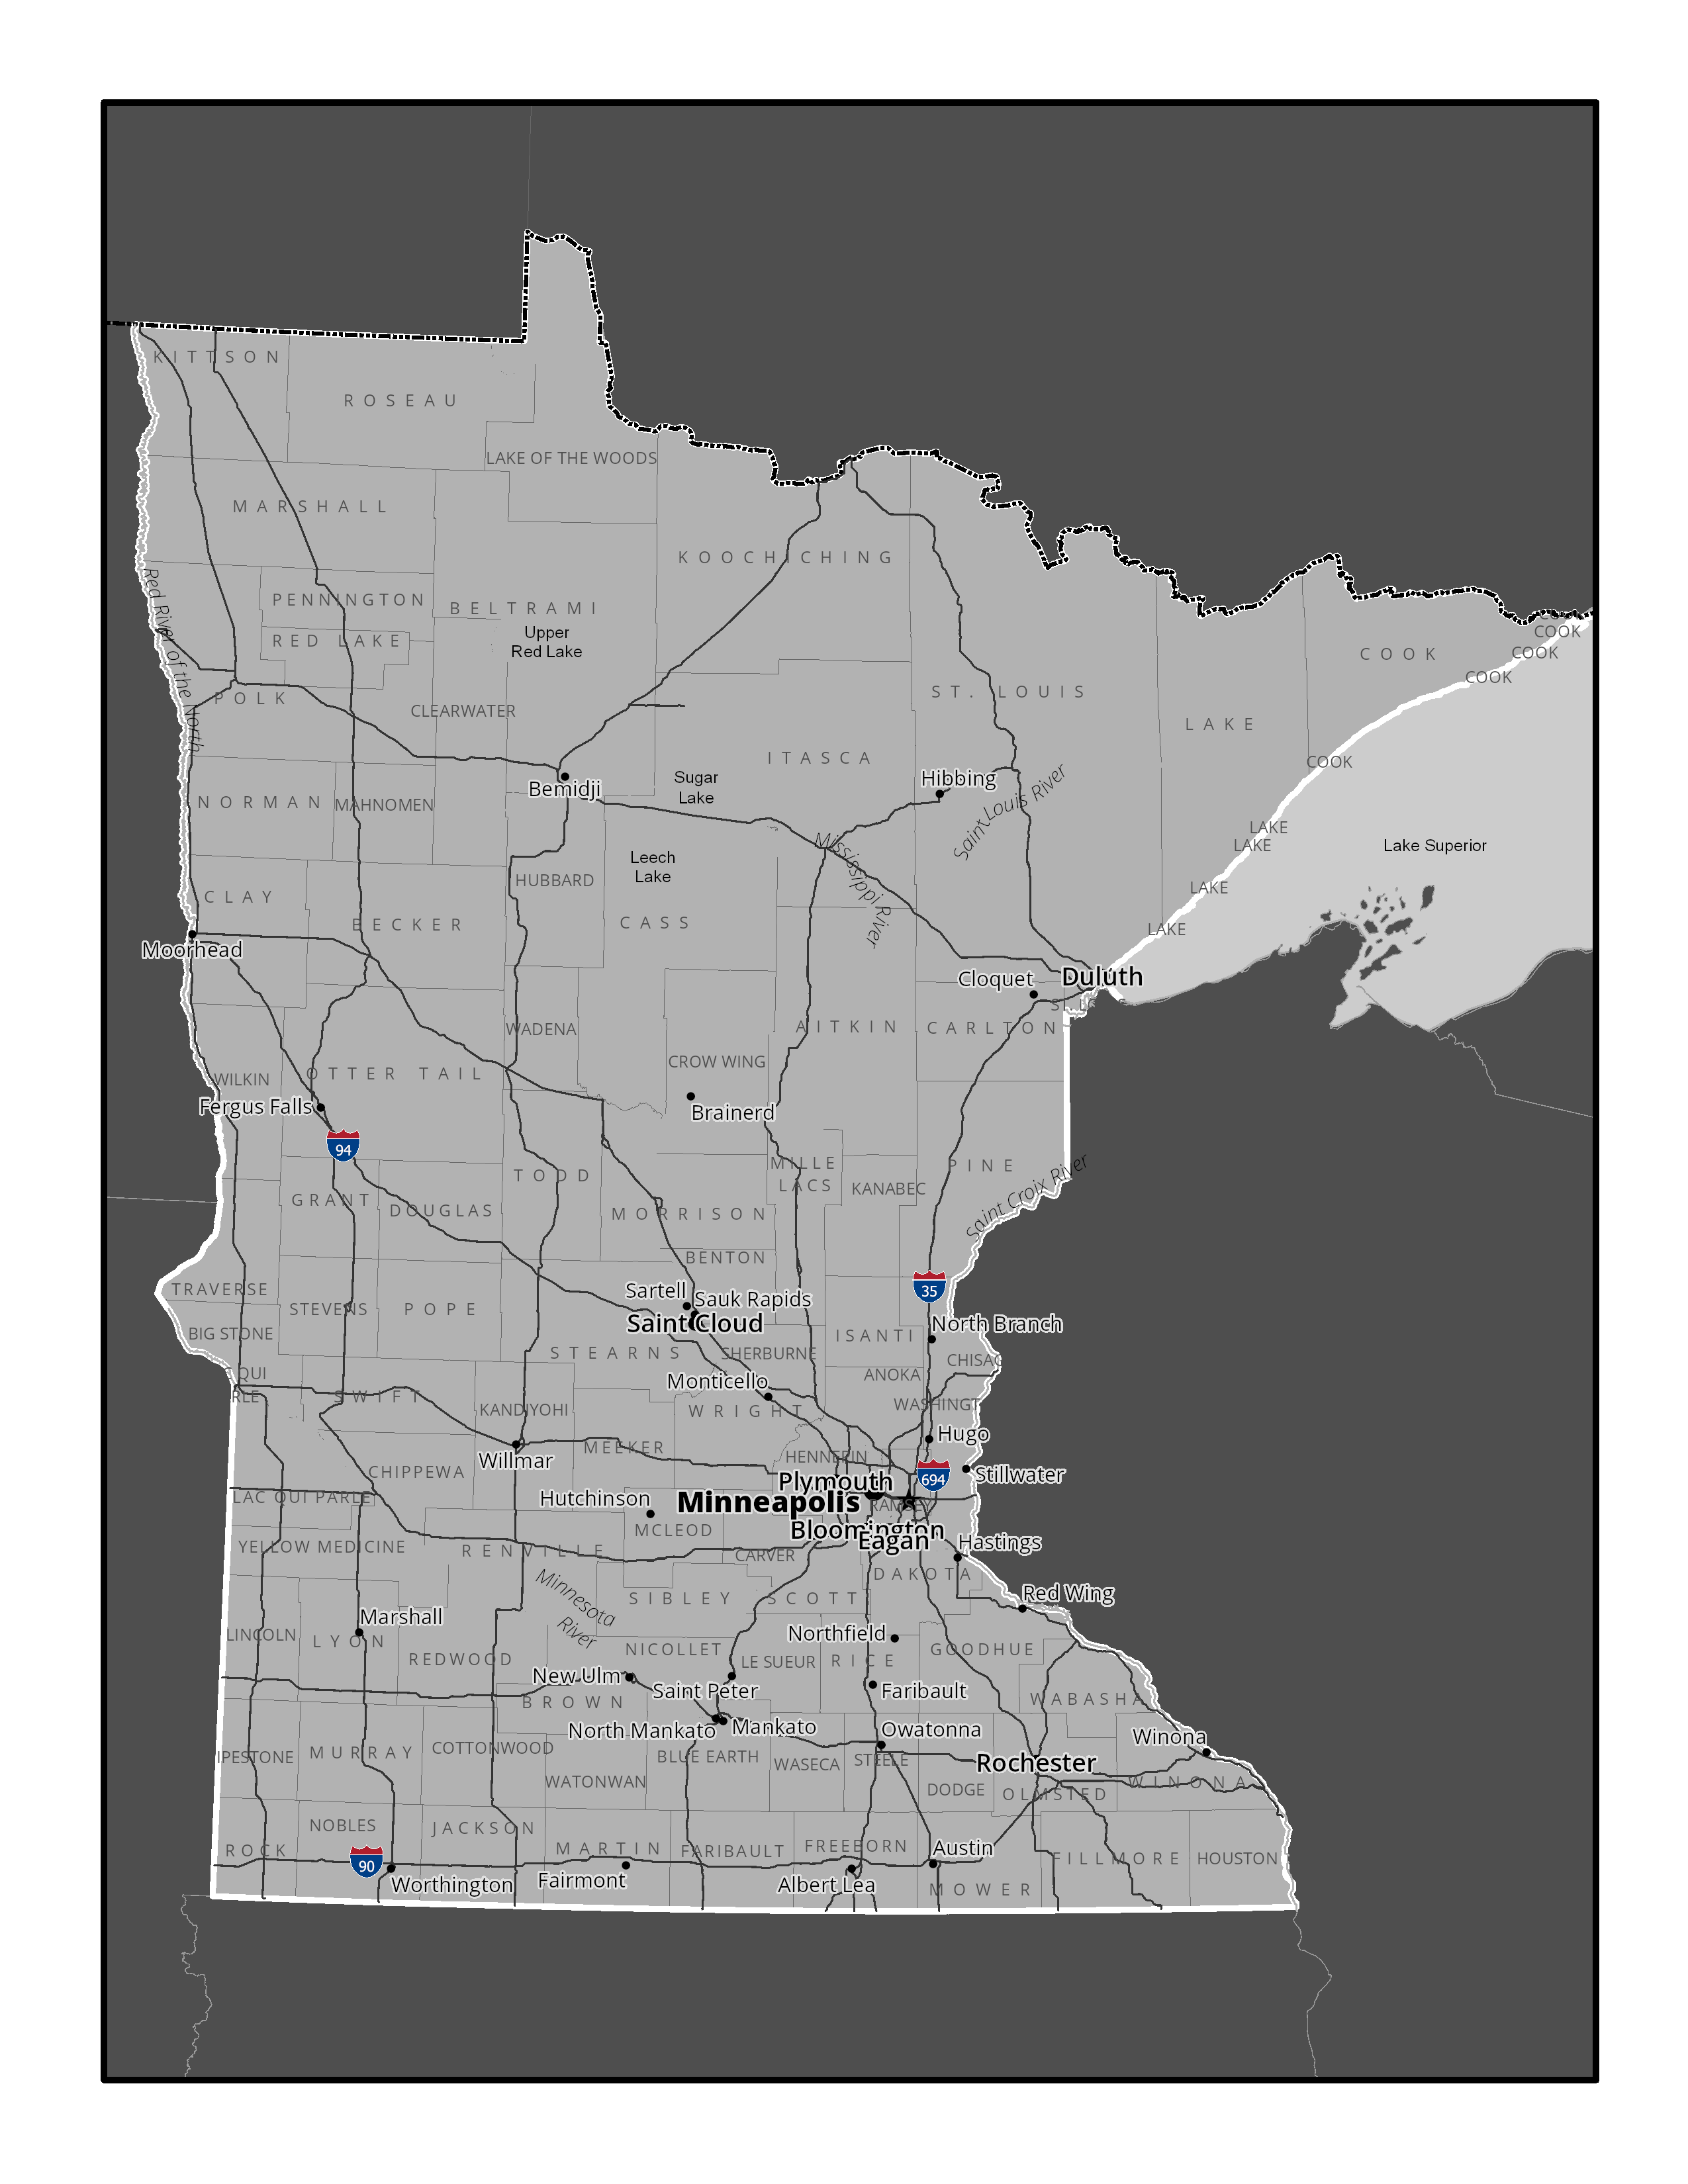 KITTSON
ROSEAU
LAKE OF THE WOODS
MARSHALL
KOOCHICHING
Red River of the North
PENNINGTON
BELTRAMI
RED LAKE
Upper
Red Lake
COOK
COOK
COOK
COOK
POLK
CLEARWATER
ST. LOUIS
LAKE
ITASCA
COOK
Sugar
Lake
Hibbing
Bemidji
NORMAN
MAHNOMEN
Saint Louis River
Mississippi River
LAKE
LAKE
Lake Superior
Leech
Lake
HUBBARD
LAKE
CLAY
BECKER
CASS
LAKE
Moorhead
Cloquet
Duluth
WADENA
AITKIN
CARLTON
CROW WING
OTTER TAIL
WILKIN
Fergus Falls
Brainerd
94
TODD
MILLE
LACS
PINE
KANABEC
Saint Croix River
GRANT
DOUGLAS
MORRISON
BENTON
TRAVERSE
35
Sartell
Sauk Rapids
STEVENS
POPE
Saint Cloud
North Branch
BIG STONE
ISANTI
STEARNS
SHERBURNE
CHISAG
QUI
RLE
ANOKA
Monticello
SWIFT
WASHINGT
KANDIYOHI
WRIGHT
Hugo
MEEKER
HENNEPIN
Willmar
CHIPPEWA
694
Stillwater
Plymouth
LAC QUI PARLE
Hutchinson
Minneapolis
RAMSEY
MCLEOD
Bloomington
Eagan
Hastings
YELLOW MEDICINE
RENVILLE
CARVER
DAKOTA
Minnesota
River
SIBLEY
SCOTT
Red Wing
Marshall
LINCOLN
LYON
Northfield
NICOLLET
GOODHUE
REDWOOD
LE SUEUR
RICE
New Ulm
Saint Peter
Faribault
BROWN
WABASHA
North Mankato
Mankato
Owatonna
Winona
IPESTONE
MURRAY
COTTONWOOD
BLUE EARTH
WASECA
STEELE
Rochester
WATONWAN
DODGE
OLMSTED
WINONA
NOBLES
JACKSON
ROCK
MARTIN
FARIBAULT
FREEBORN
Austin
90
FILLMORE
HOUSTON
Worthington
Fairmont
Albert Lea
MOWER